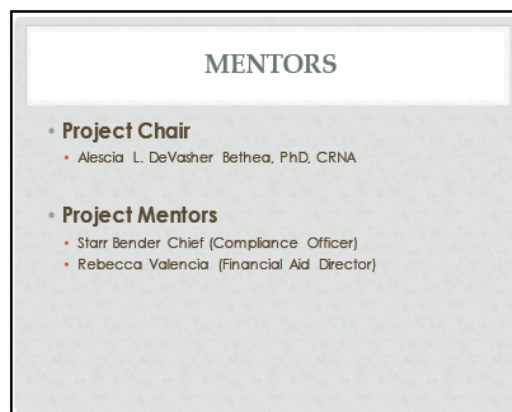 MENTORS
Project Chair
Alescia L. DeVasher Bethea, PhD, CRNA
Project Mentors
Starr Bender Chief (Compliance Officer)
Rebecca Valencia (Financial Aid Director)